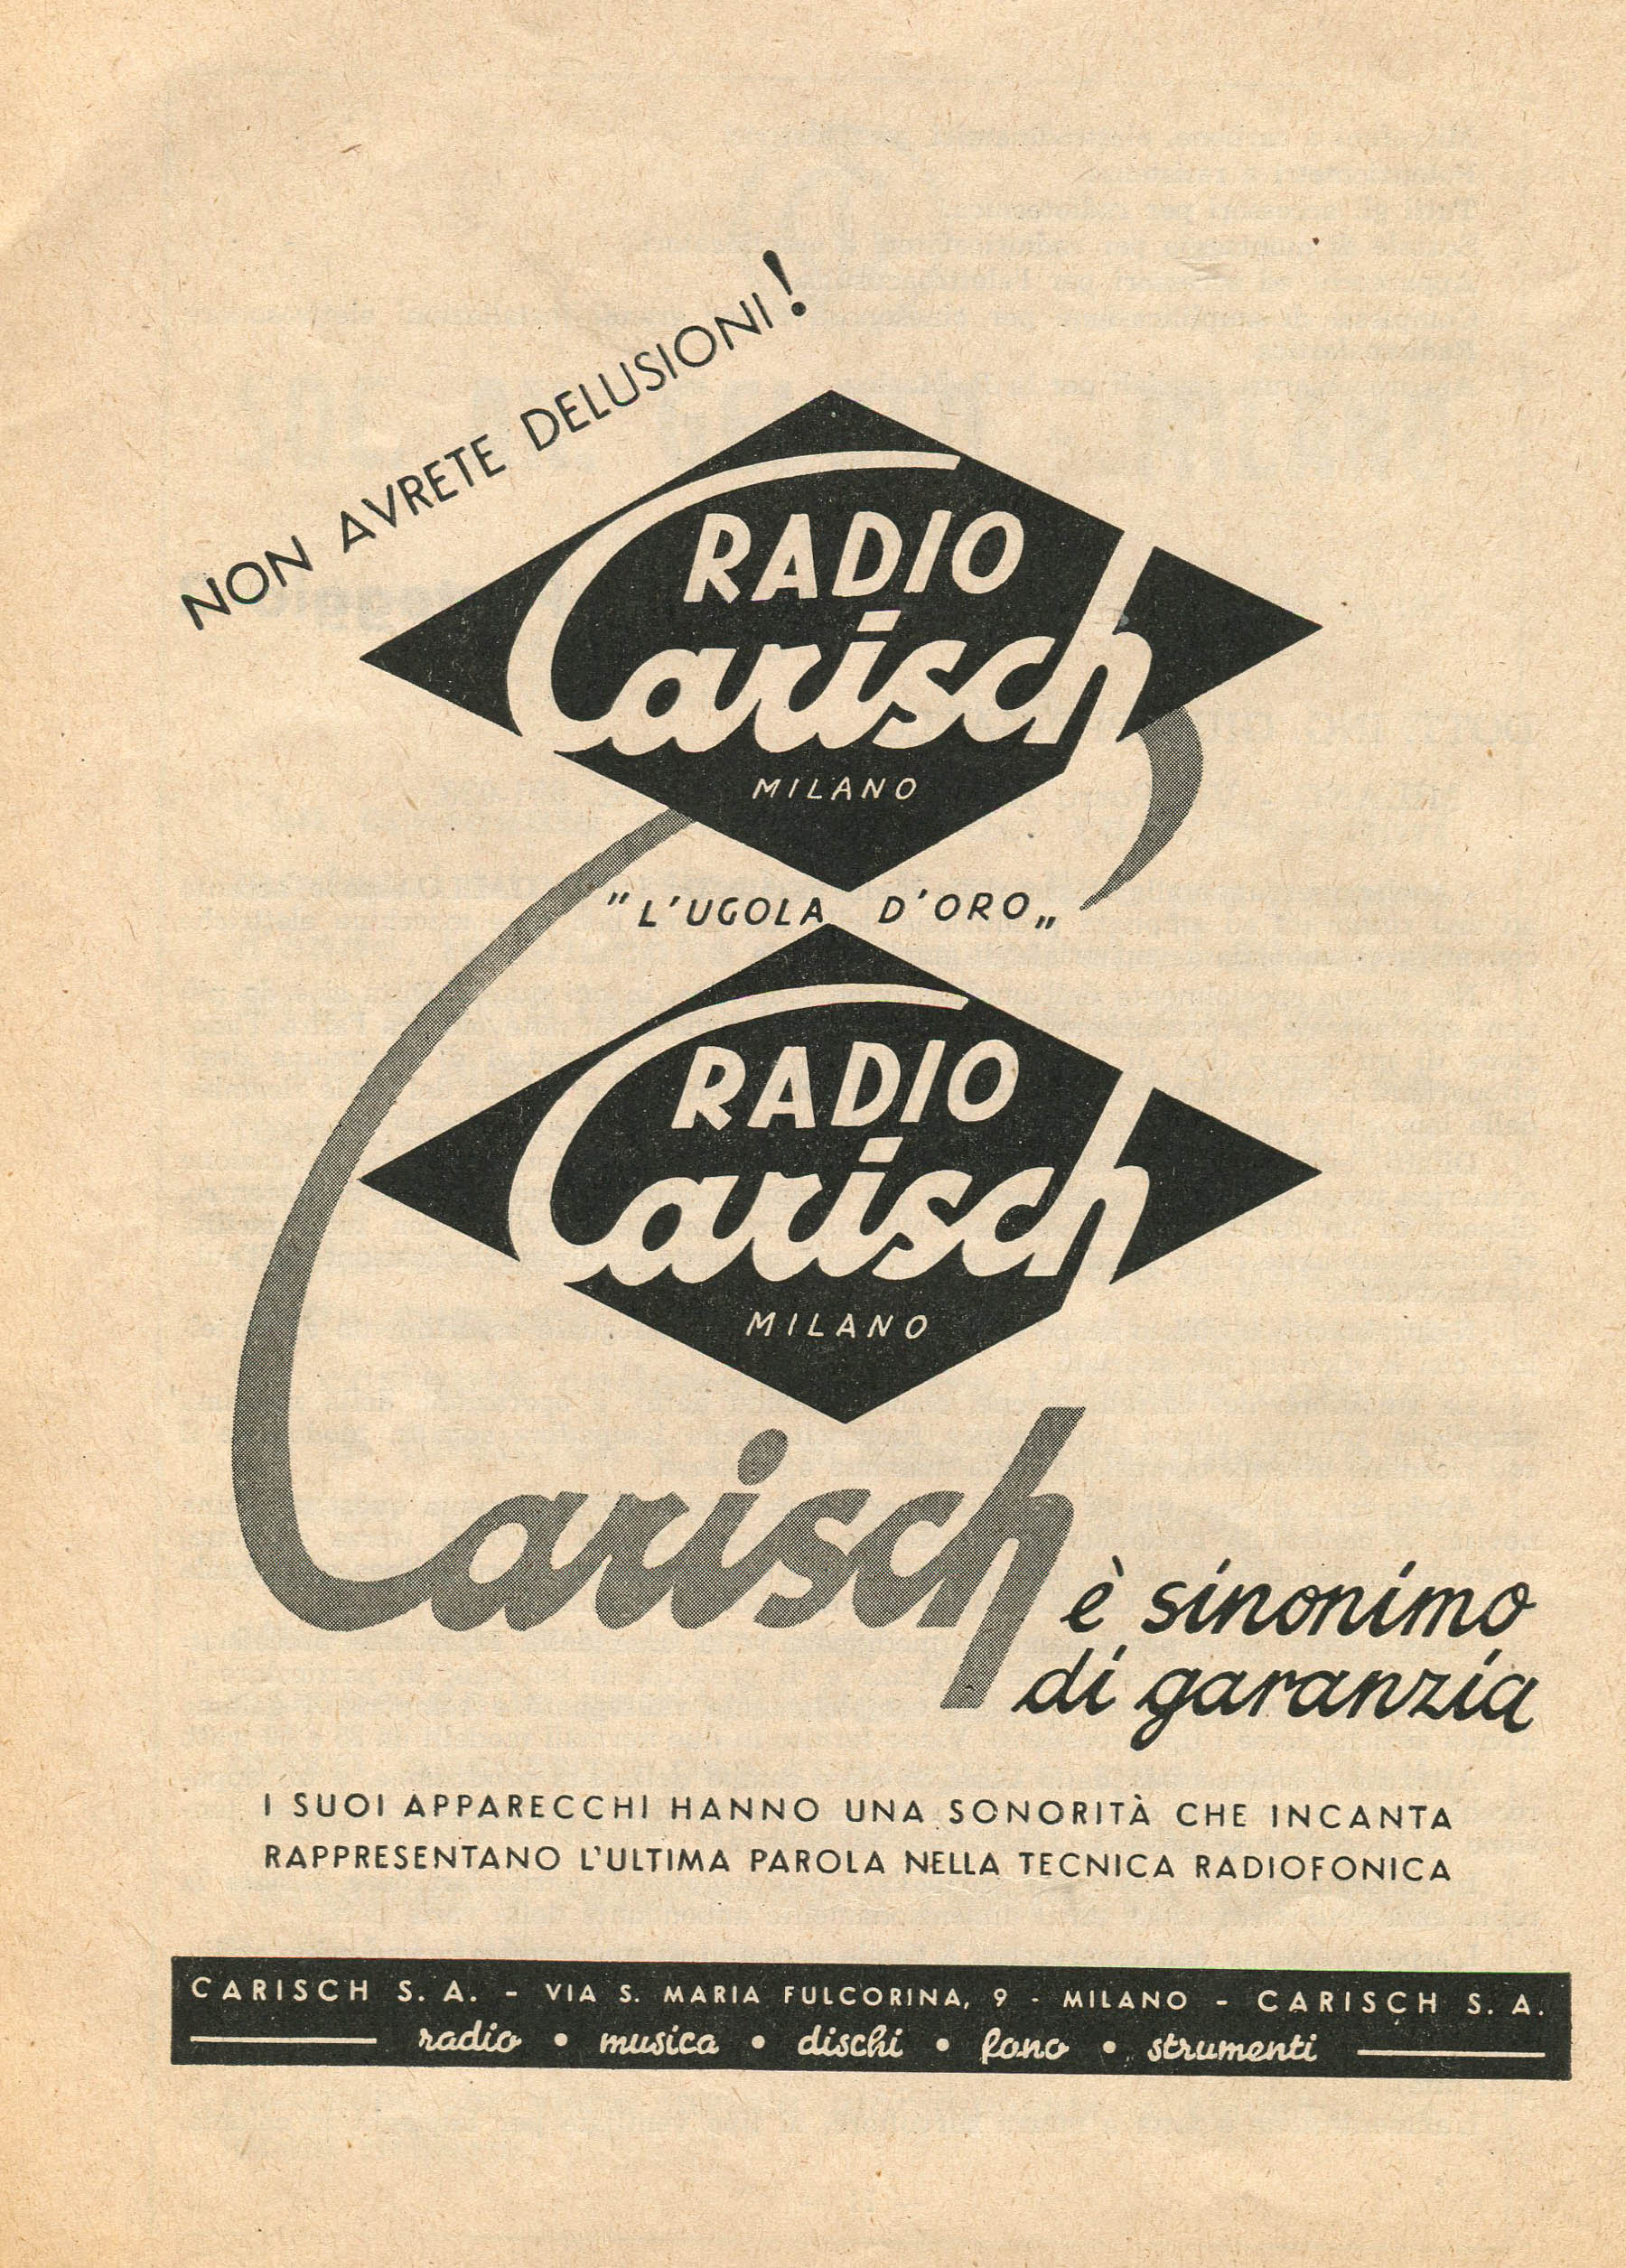 NON AVRETE DELUSIONI!
RADIO
Carisch
MILANO
"L'UGOLA D'ORO„
RADIO
Carisch
MILANO
Carisch è sinonimo
di garanzia
I SUOI APPARECCHI HANNO UNA SONORITÀ CHE INCANTA
RAPPRESENTANO L'ULTIMA PAROLA NELLA TECNICA RADIOFONICA
CARISCH S. A. - VIA S. MARIA FULCORINA, 9 - MILANO - CARISCH S. A.
radio • musica • dischi • fono • strumenti